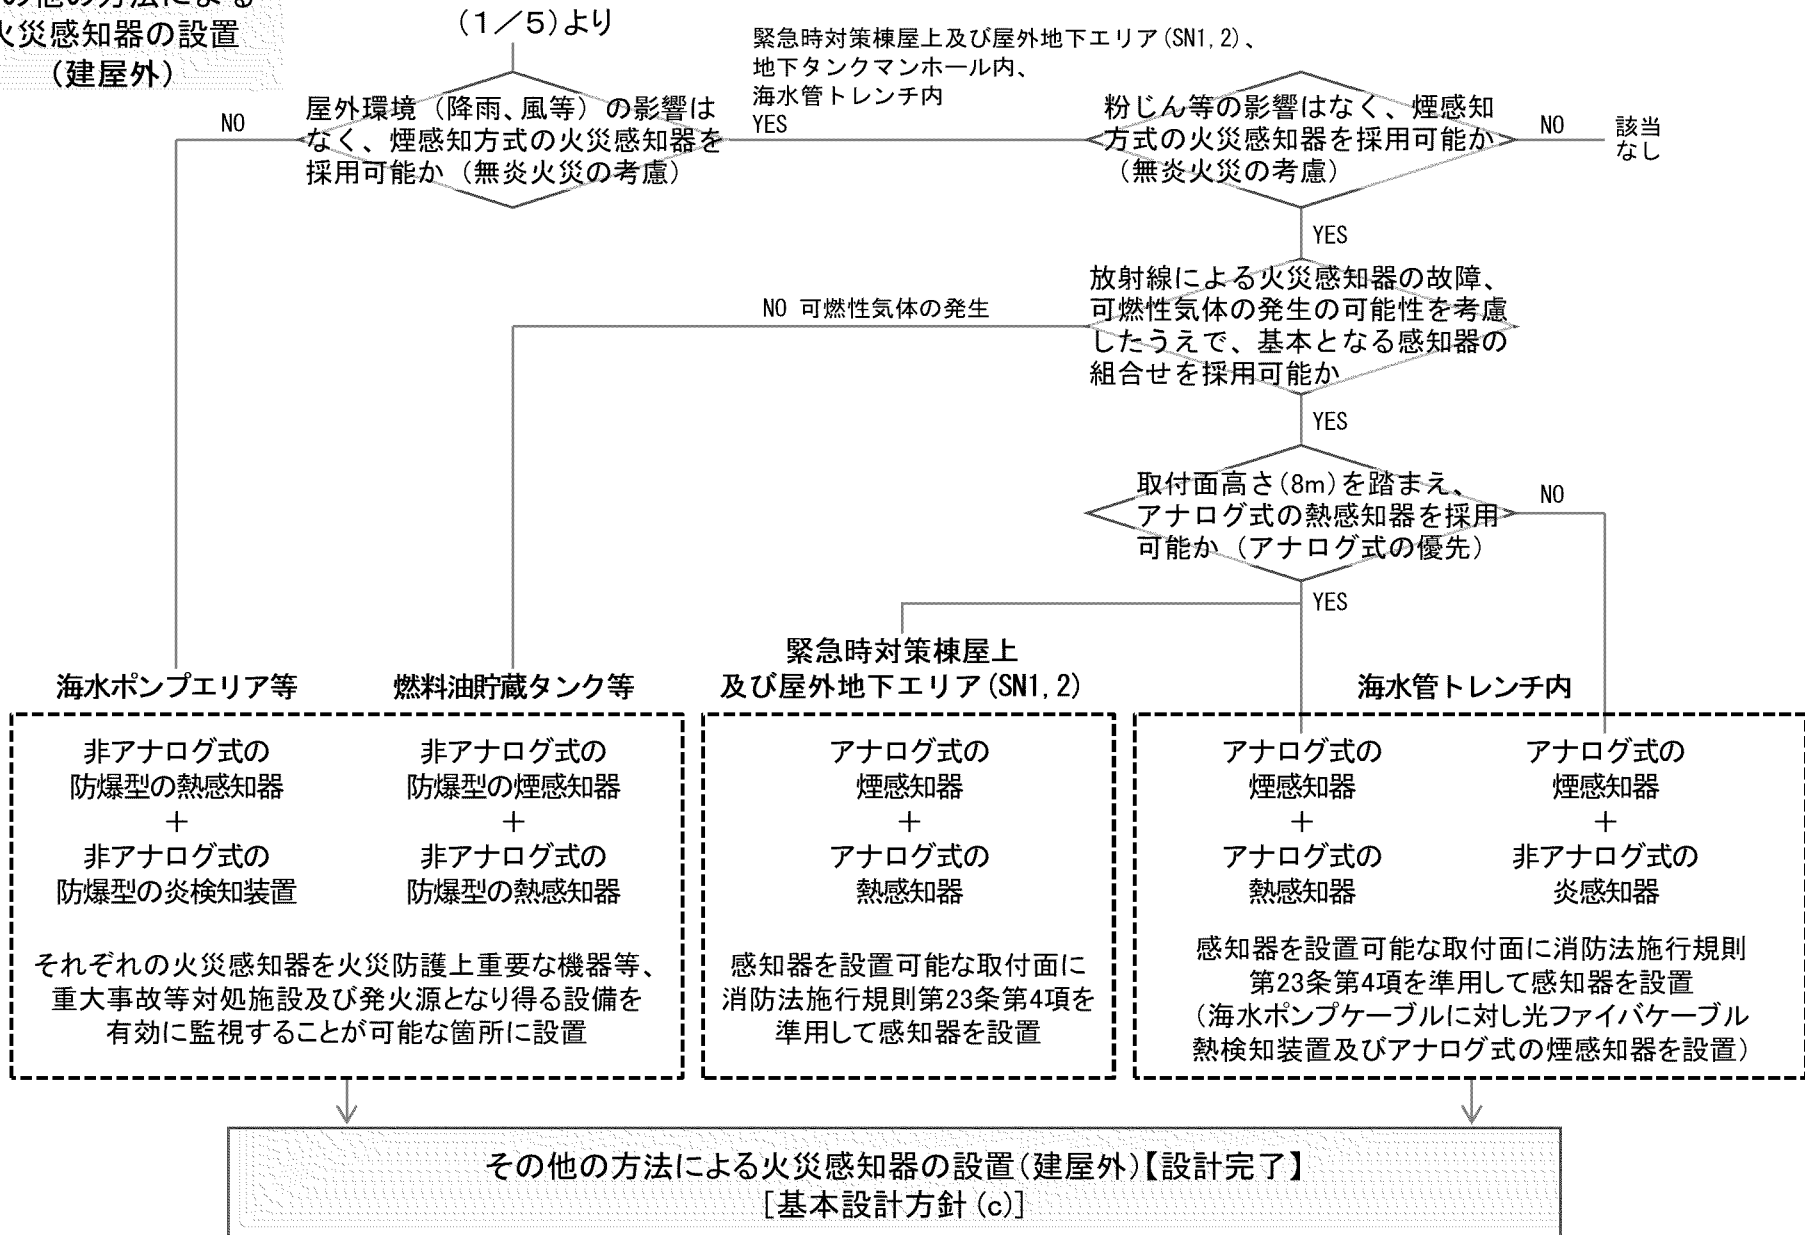 の他の方法による
火災感知器の設置
(建屋外)
(1/5)より
緊急時対策棟屋上及び屋外地下エリア(SN1,2)、
地下タンクマンホール内、
海水管トレンチ内
屋外環境(降雨、風等)の影響は
なく、煙感知方式の火災感知器を
採用可能か(無炎火災の考慮)
NO
YES
粉じん等の影響はなく、煙感知
方式の火災感知器を採用可能か
(無炎火災の考慮)
NO
該当
なし
YES
放射線による火災感知器の故障、
可燃性気体の発生の可能性を考慮
したうえで、基本となる感知器の
組合せを採用可能か
NO 可燃性気体の発生
YES
取付面高さ(8m)を踏まえ、
アナログ式の熱感知器を採用
可能か(アナログ式の優先)
NO
YES
海水ポンプエリア等
燃料油貯蔵タンク等
緊急時対策棟屋上
及び屋外地下エリア(SN1,2)
海水管トレンチ内
非アナログ式の
防爆型の熱感知器
+
非アナログ式の
防爆型の炎検知装置
非アナログ式の
防爆型の煙感知器
+
非アナログ式の
防爆型の熱感知器
それぞれの火災感知器を火災防護上重要な機器等、
重大事故等対処施設及び発火源となり得る設備を
有効に監視することが可能な箇所に設置
アナログ式の
煙感知器
+
アナログ式の
熱感知器
感知器を設置可能な取付面に
消防法施行規則第23条第4項を
準用して感知器を設置
アナログ式の
煙感知器
+
アナログ式の
熱感知器
アナログ式の
煙感知器
+
非アナログ式の
炎感知器
感知器を設置可能な取付面に消防法施行規則
第23条第4項を準用して感知器を設置
(海水ポンプケーブルに対し光ファイバケーブル
熱検知装置及びアナログ式の煙感知器を設置)
その他の方法による火災感知器の設置(建屋外)【設計完了】
[基本設計方針(c)]